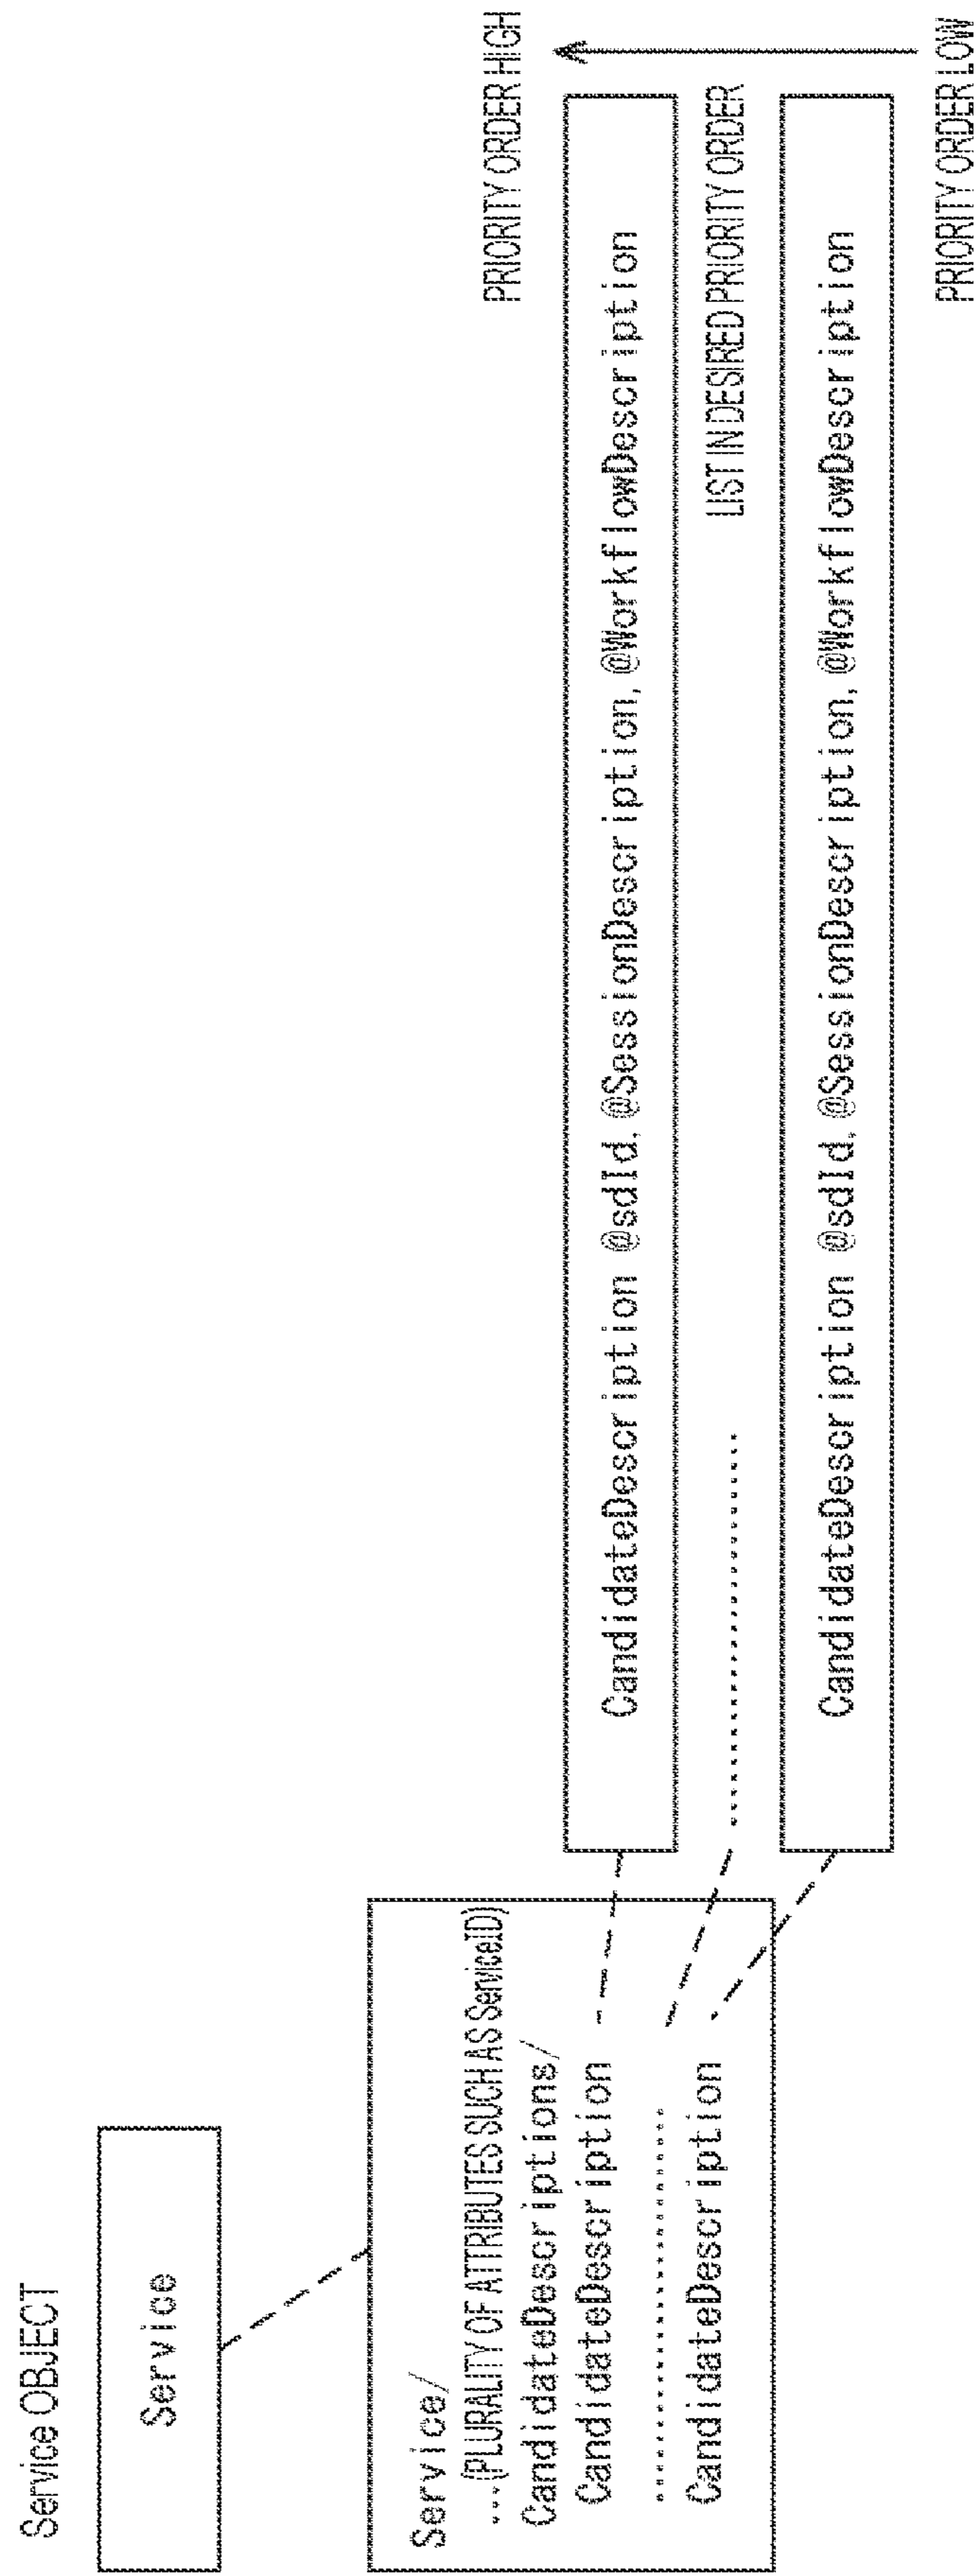 Service OBJECT
Service
Service/
...(PLURALITY OF ATTRIBUTES SUCH AS ServiceID)
CandidateDescriptions/
CandidateDescription
CandidateDescription
PRIORITY ORDER HIGH
CandidateDescription @sdId, @SessionDescription, @WorkflowDescription
LIST IN DESIRED PRIORITY ORDER
CandidateDescription @sdId, @SessionDescription, @WorkflowDescription
PRIORITY ORDER LOW